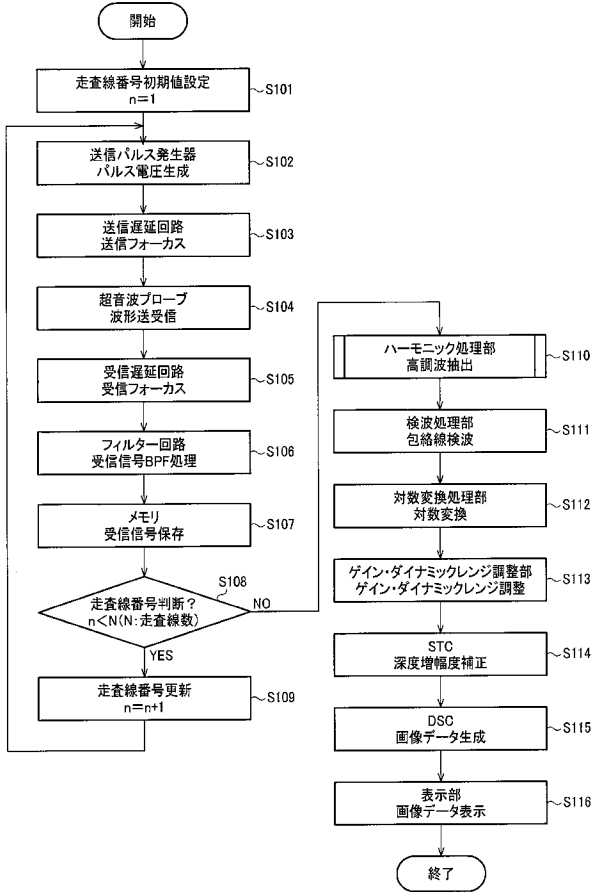 開始
走査線番号初期値設定
n=1
S101
送信パルス発生器
パルス電圧生成
S102
送信遅延回路
送信フォーカス
S103
超音波プローブ
波形送受信
S104
受信遅延回路
受信フォーカス
S105
フィルター回路
受信信号BPF処理
S106
メモリ
受信信号保存
S107
走査線番号判断?
n<N(N:走査線数)
S108
NO
YES
走査線番号更新
n=n+1
S109
ハーモニック処理部
高調波抽出
S110
検波処理部
包絡線検波
S111
対数変換処理部
対数変換
S112
ゲイン・ダイナミックレンジ調整部
ゲイン・ダイナミックレンジ調整
S113
STC
深度増幅度補正
S114
DSC
画像データ生成
S115
表示部
画像データ表示
S116
終了